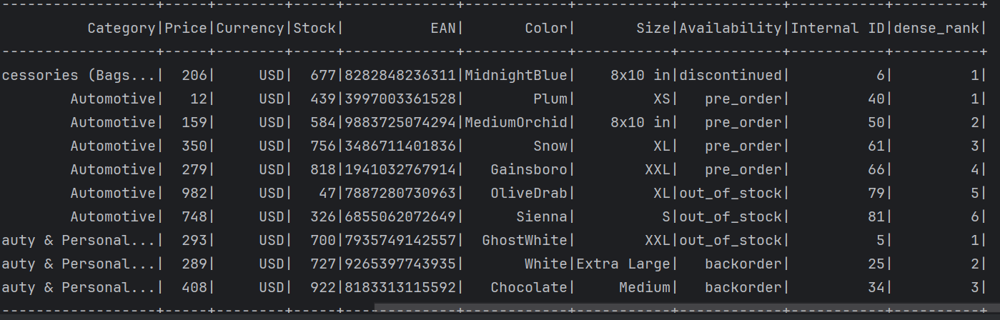 -----------------+-----+--------+-----+-------------+------------+-----------+------------+-----------+----------+
Category|Price|Currency|Stock| EAN| Color| Size|Availability|Internal ID|dense_rank|
-----------------+-----+--------+-----+-------------+------------+-----------+------------+-----------+----------+
cessories (Bags...| 206| USD| 677|8282848236311|MidnightBlue| 8x10 in|discontinued| 6| 1|
Automotive| 12| USD| 439|3997003361528| Plum| XS| pre_order| 40| 1|
Automotive| 159| USD| 584|9883725074294|MediumOrchid| 8x10 in| pre_order| 50| 2|
Automotive| 350| USD| 756|3486711401836| Snow| XL| pre_order| 61| 3|
Automotive| 279| USD| 818|1941032767914| Gainsboro| XXL| pre_order| 66| 4|
Automotive| 982| USD| 47|7887280730963| OliveDrab| XL|out_of_stock| 79| 5|
Automotive| 748| USD| 326|6855062072649| Sienna| S|out_of_stock| 81| 6|
auty & Personal...| 293| USD| 700|7935749142557| GhostWhite| XXL|out_of_stock| 5| 1|
auty & Personal...| 289| USD| 727|9265397743935| White|Extra Large| backorder| 25| 2|
auty & Personal...| 408| USD| 922|8183313115592| Chocolate| Medium| backorder| 34| 3|
-----------------+-----+--------+-----+-------------+------------+-----------+------------+-----------+----------+